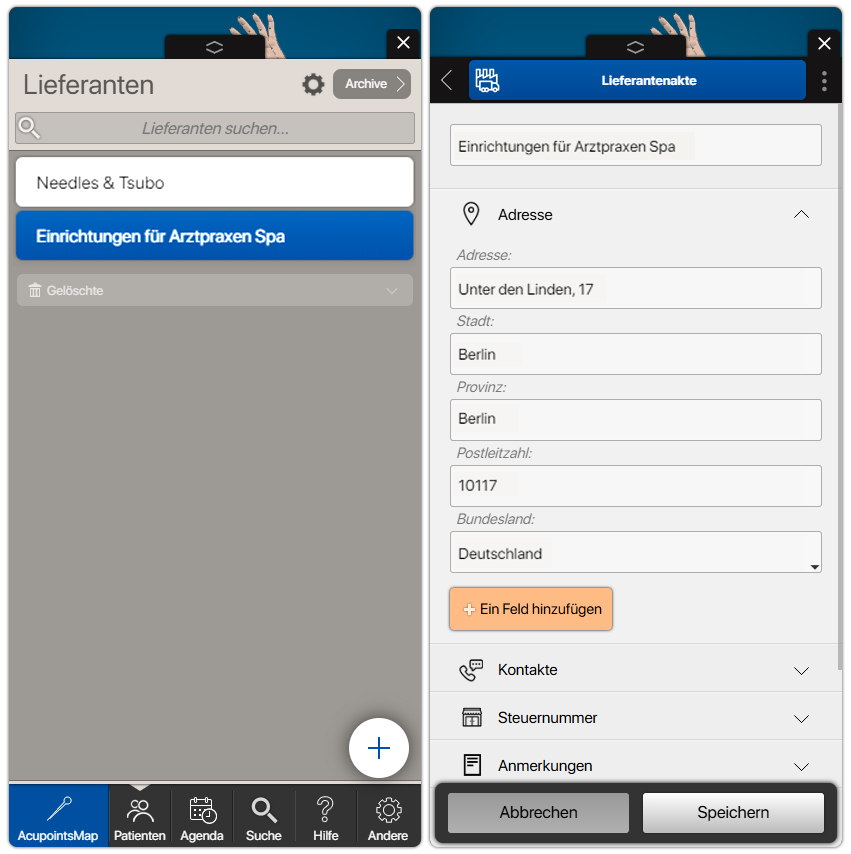 Lieferanten
Archive
Lieferanten suchen...
Needles & Tsubo
Einrichtungen für Arztpraxen Spa
Gelöschte
AcupointsMap
Patienten
Agenda
Suche
Hilfe
Andere
Lieferantenakte
Einrichtungen für Arztpraxen Spa
Adresse
Adresse:
Unter den Linden, 17
Stadt:
Berlin
Provinz:
Berlin
Postleitzahl:
10117
Bundesland:
Deutschland
+ Ein Feld hinzufügen
Kontakte
Steuernummer
Anmerkungen
Abbrechen
Speichern